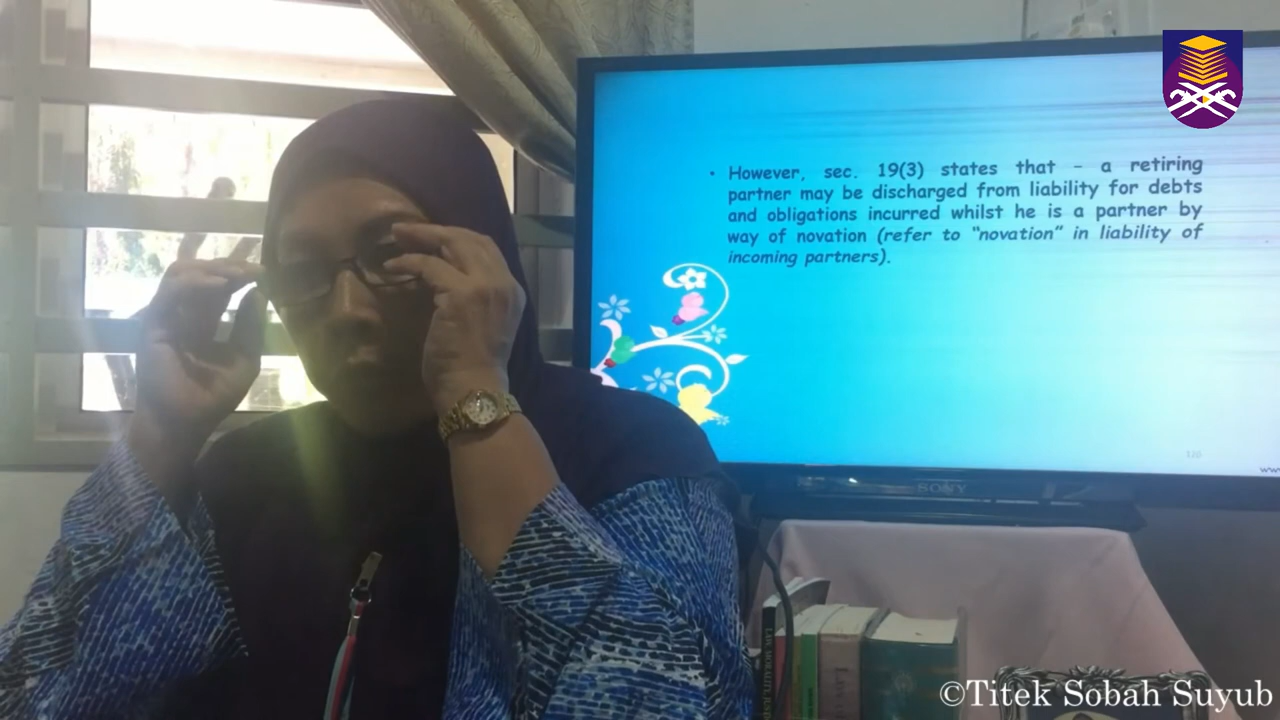 • However, sec. 19(3) states that – a retiring
partner may be discharged from liability for debts
and obligations incurred whilst he is a partner by
way of novation (refer to “novation” in liability of
incoming partners).
SONY
©Titek Sobah Suyub